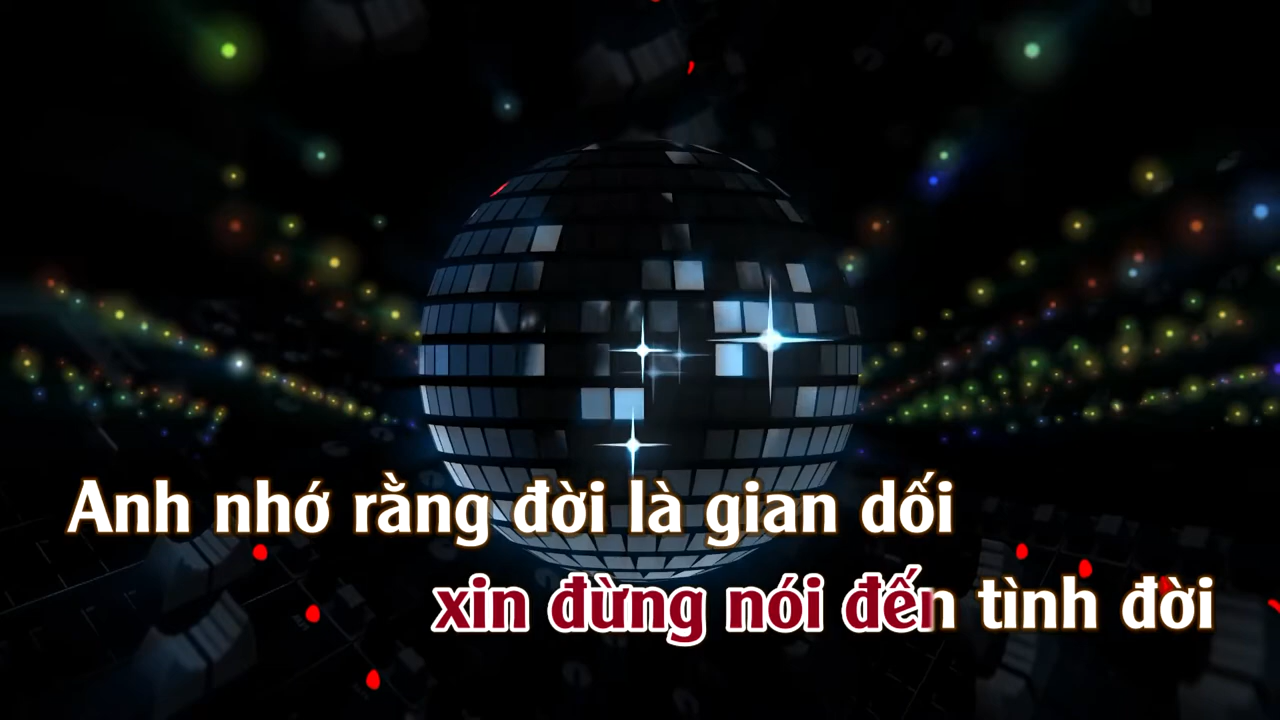 Anh nhớ rằng đời là gian dối
xin đừng nói đến tình đời